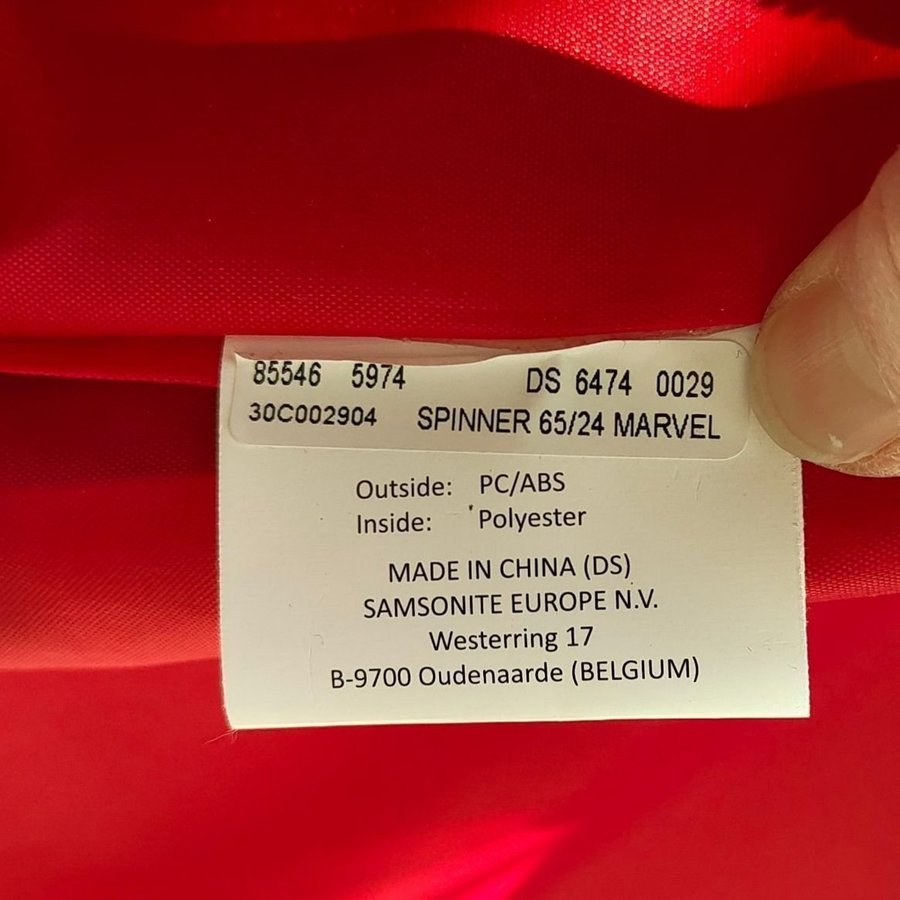 85546 5974 DS 6474 0029
30C002904 SPINNER 65/24 MARVEL
Outside: PC/ABS
Inside: Polyester
MADE IN CHINA (DS)
SAMSONITE EUROPE N.V.
Westerring 17
B-9700 Oudenaarde (BELGIUM)